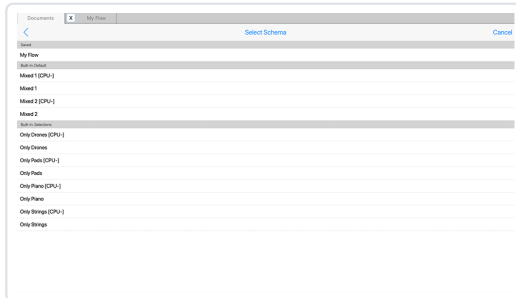 Documents X My Flow
Select Schema Cancel
Saved
My Flow
Built-In Default
Mixed 1 [CPU-]
Mixed 1
Mixed 2 [CPU-]
Mixed 2
Built-In Selections
Only Drones [CPU-]
Only Drones
Only Pads [CPU-]
Only Pads
Only Piano [CPU-]
Only Piano
Only Strings [CPU-]
Only Strings